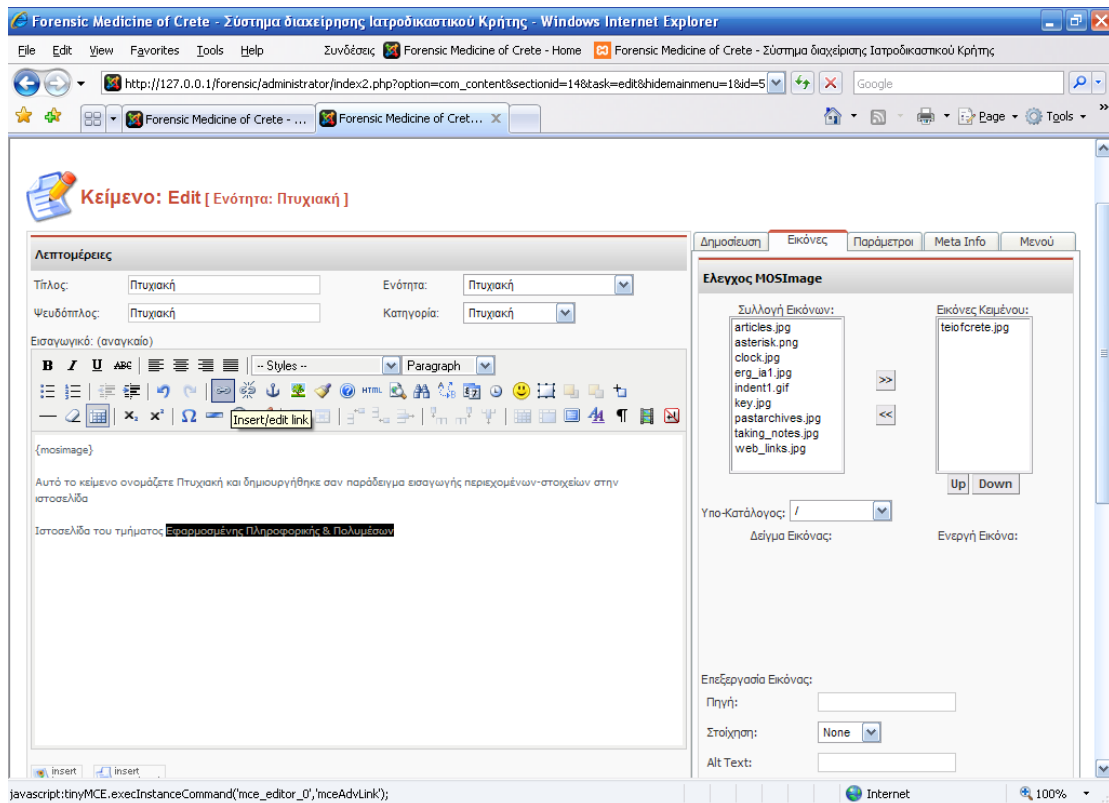 Forensic Medicine of Crete - Σύστημα διαχείρησης Ιατροδικαστικού Κρήτης - Windows Internet Explorer
File Edit View Favorites Tools Help Συνδέσεις Forensic Medicine of Crete - Home Forensic Medicine of Crete - Σύστημα διαχείρισης Ιατροδικαστικού Κρήτης
http://127.0.0.1/forensic/administrator/index2.php?option=com_content&sectionid=14&task=edit&hidemainmenu=1&id=5 Google
Forensic Medicine of Crete - ... Forensic Medicine of Cret... X Page Tools »
Κείμενο: Edit [ Ενότητα: Πτυχιακή ]
Δημοσίευση Εικόνες Παράμετροι Meta Info Μενού
Λεπτομέρειες
Τίτλος: Πτυχιακή Ενότητα: Πτυχιακή
Ψευδότιτλος: Πτυχιακή Κατηγορία: Πτυχιακή
Εισαγωγικό: (αναγκαίο)
B I U ABC -- Styles -- Paragraph
HTML
Insert/edit link
{mosimage}
Αυτό το κείμενο ονομάζετε Πτυχιακή και δημιουργήθηκε σαν παράδειγμα εισαγωγής περιεχομένων-στοιχείων στην
ιστοσελίδα
Ιστοσελίδα του τμήματος Εφαρμοσμένης Πληροφορικής & Πολυμέσων
insert insert
Ελεγχος MOSImage
Συλλογή Εικόνων: Εικόνες Κειμένου:
articles.jpg teiofcrete.jpg
asterisk.png
clock.jpg
erg_ia1.jpg
>>
indent1.gif
key.jpg
<<
pastarchives.jpg
taking_notes.jpg
web_links.jpg
Up Down
Υπο-Κατάλογος: /
Δείγμα Εικόνας: Ενεργή Εικόνα:
Επεξεργασία Εικόνας:
Πηγή:
Στοίχηση: None
Alt Text:
javascript:tinyMCE.execInstanceCommand('mce_editor_0','mceAdvLink'); Internet 100%